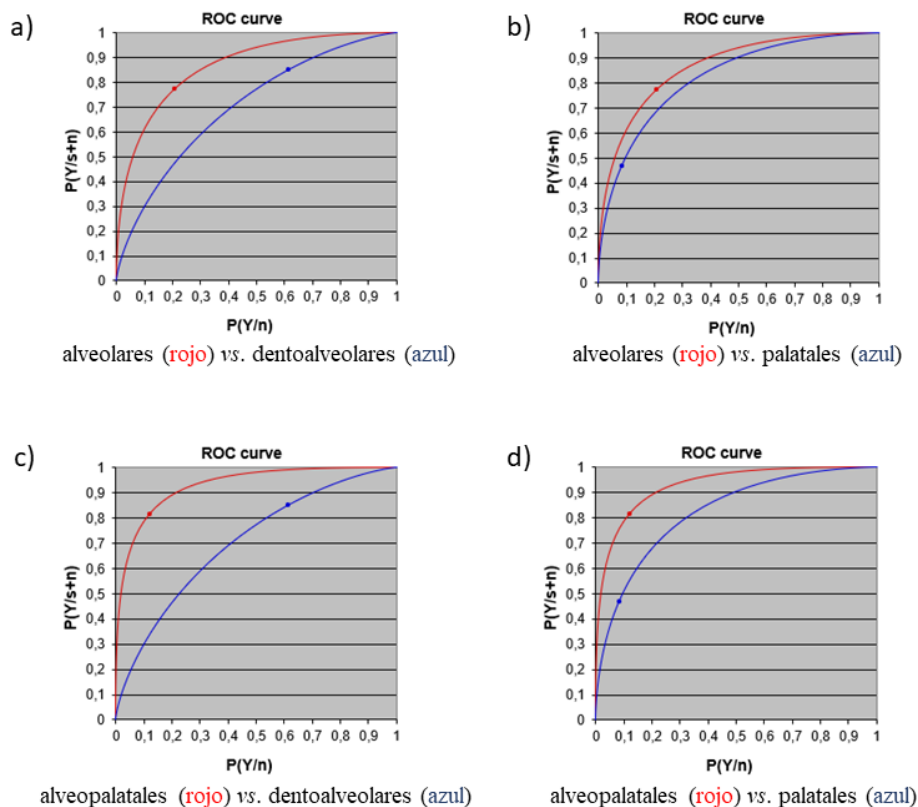 a)
ROC curve
P(Y/s+n)
1
0,9
0,8
0,7
0,6
0,5
0,4
0,3
0,2
0,1
0
0 0,1 0,2 0,3 0,4 0,5 0,6 0,7 0,8 0,9 1
P(Y/n)
alveolares (rojo) vs. dentoalveolares (azul)
b)
ROC curve
P(Y/s+n)
1
0,9
0,8
0,7
0,6
0,5
0,4
0,3
0,2
0,1
0
0 0,1 0,2 0,3 0,4 0,5 0,6 0,7 0,8 0,9 1
P(Y/n)
alveolares (rojo) vs. palatales (azul)
c)
ROC curve
P(Y/s+n)
1
0,9
0,8
0,7
0,6
0,5
0,4
0,3
0,2
0,1
0
0 0,1 0,2 0,3 0,4 0,5 0,6 0,7 0,8 0,9 1
P(Y/n)
alveopalatales (rojo) vs. dentoalveolares (azul)
d)
ROC curve
P(Y/s+n)
1
0,9
0,8
0,7
0,6
0,5
0,4
0,3
0,2
0,1
0
0 0,1 0,2 0,3 0,4 0,5 0,6 0,7 0,8 0,9 1
P(Y/n)
alveopalatales (rojo) vs. palatales (azul)